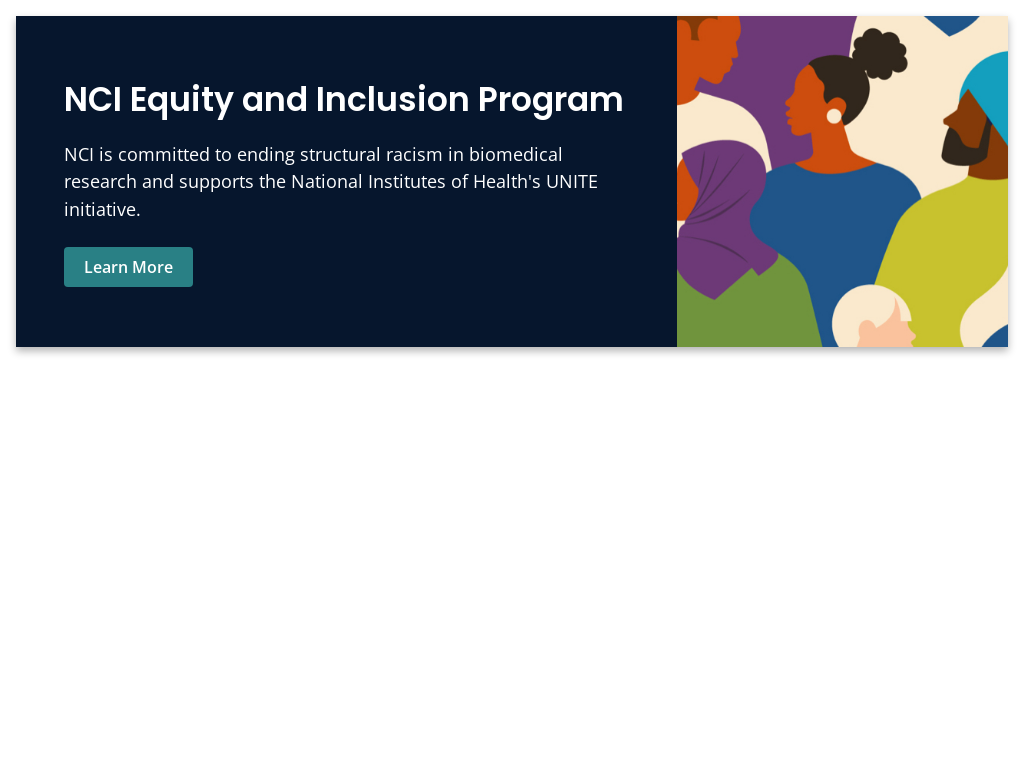 NCI Equity and Inclusion Program
NCI is committed to ending structural racism in biomedical
research and supports the National Institutes of Health's UNITE
initiative.
Learn More